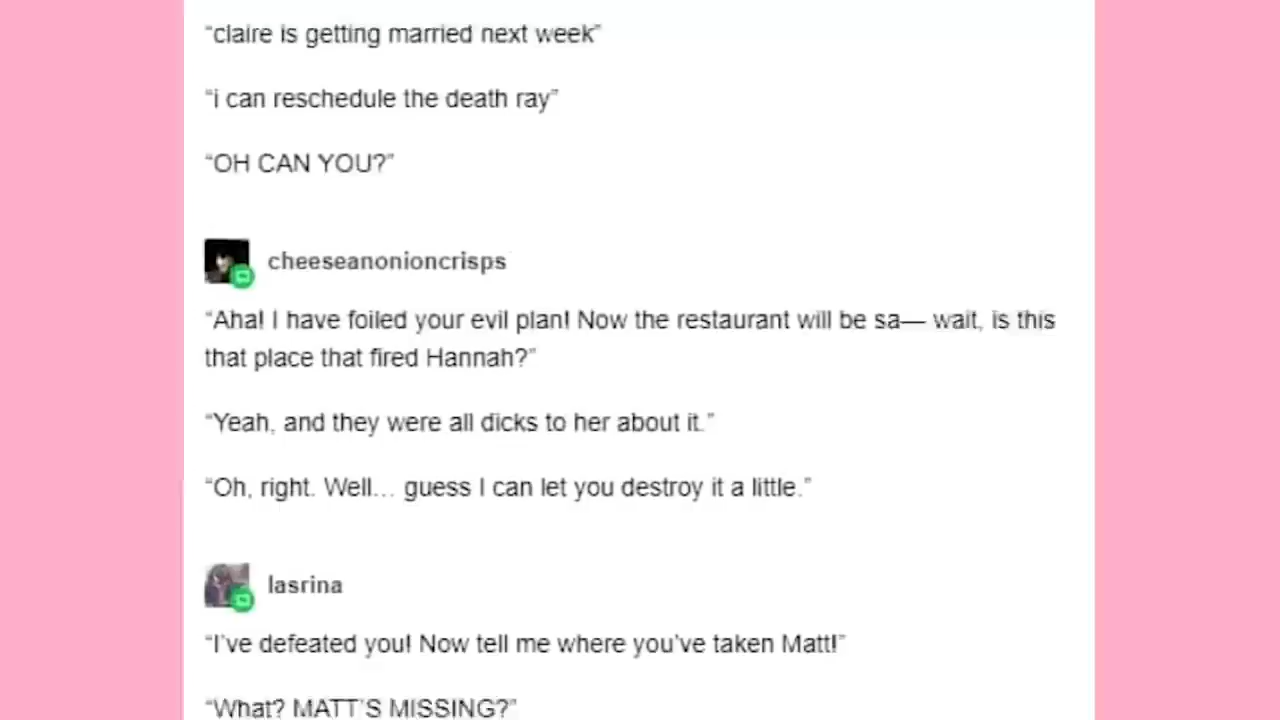 “claire is getting married next week”
“i can reschedule the death ray”
“OH CAN YOU?”
cheeseanonioncrisps
“Aha! I have foiled your evil plan! Now the restaurant will be sa— wait, is this
that place that fired Hannah?”
“Yeah, and they were all dicks to her about it.”
“Oh, right. Well... guess I can let you destroy it a little.”
lasrina
“I’ve defeated you! Now tell me where you’ve taken Matt!”
“What? MATT’S MISSING?”